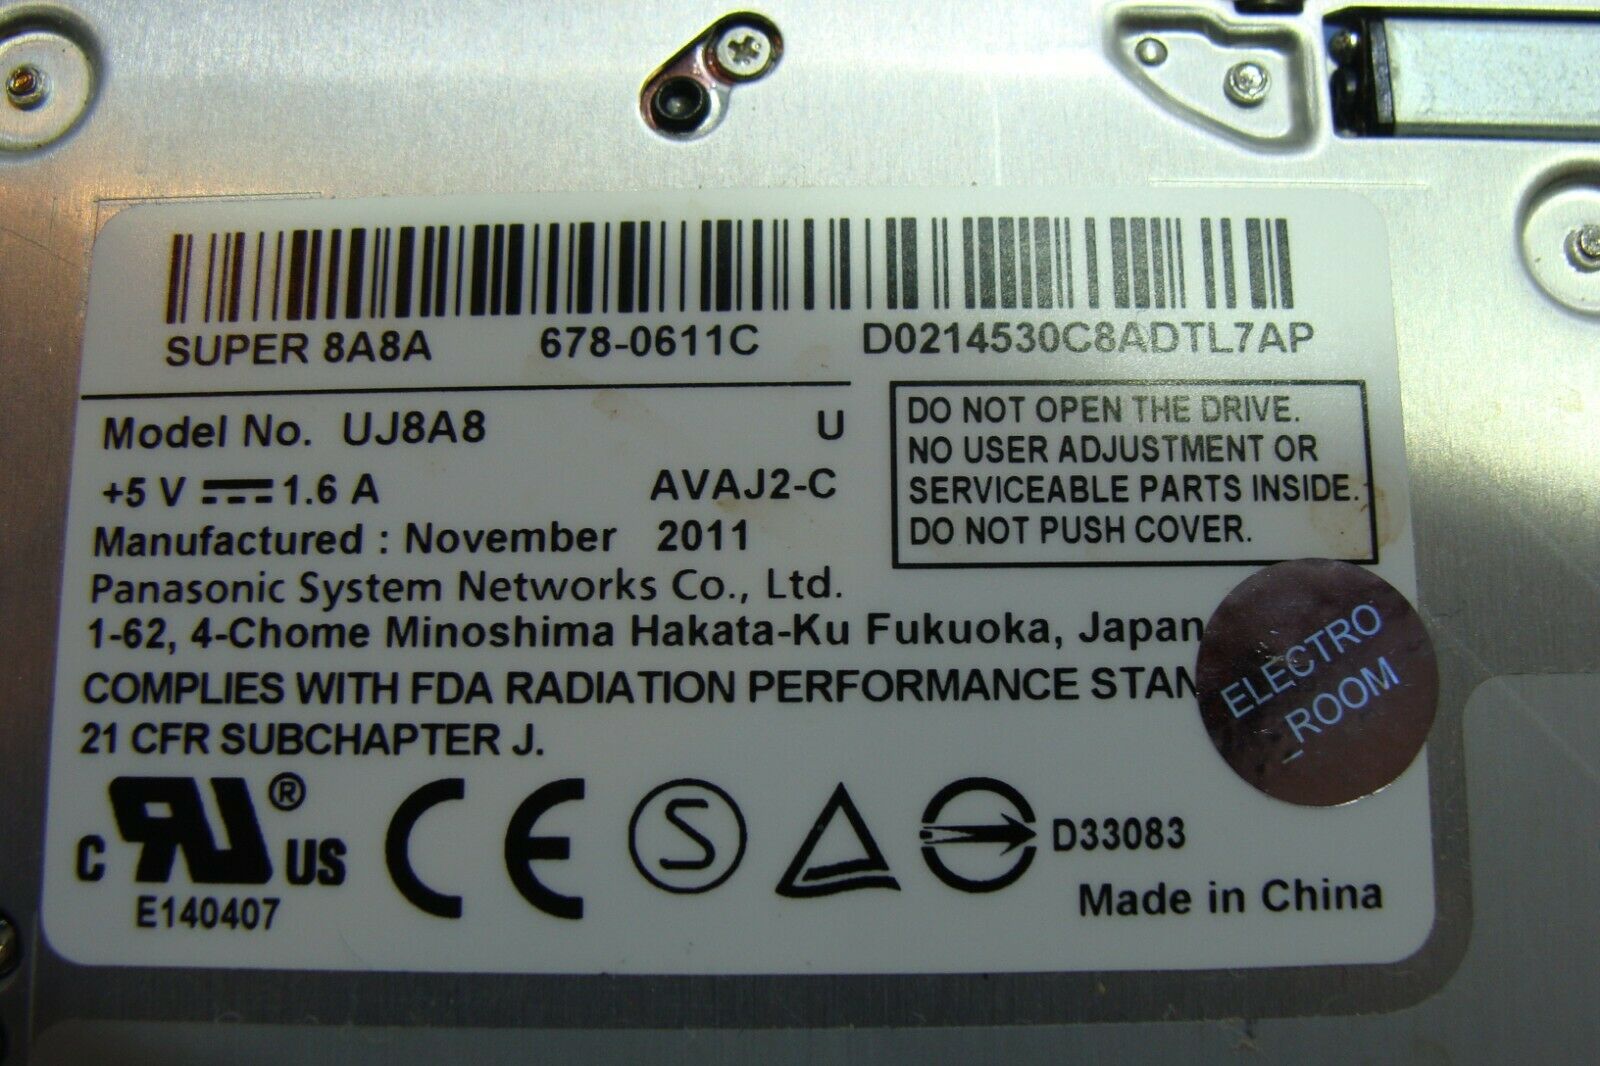 SUPER 8A8A 678-0611C D0214530C8ADTL7AP
Model No. UJ8A8 U
+5 V 1.6 A AVAJ2-C
Manufactured : November 2011
Panasonic System Networks Co., Ltd.
1-62, 4-Chome Minoshima Hakata-Ku Fukuoka, Japan
COMPLIES WITH FDA RADIATION PERFORMANCE STAN
21 CFR SUBCHAPTER J.
DO NOT OPEN THE DRIVE.
NO USER ADJUSTMENT OR
SERVICEABLE PARTS INSIDE.
DO NOT PUSH COVER.
ELECTRO
_ROOM
C RU ® US
E140407
CE
S
D33083
Made in China